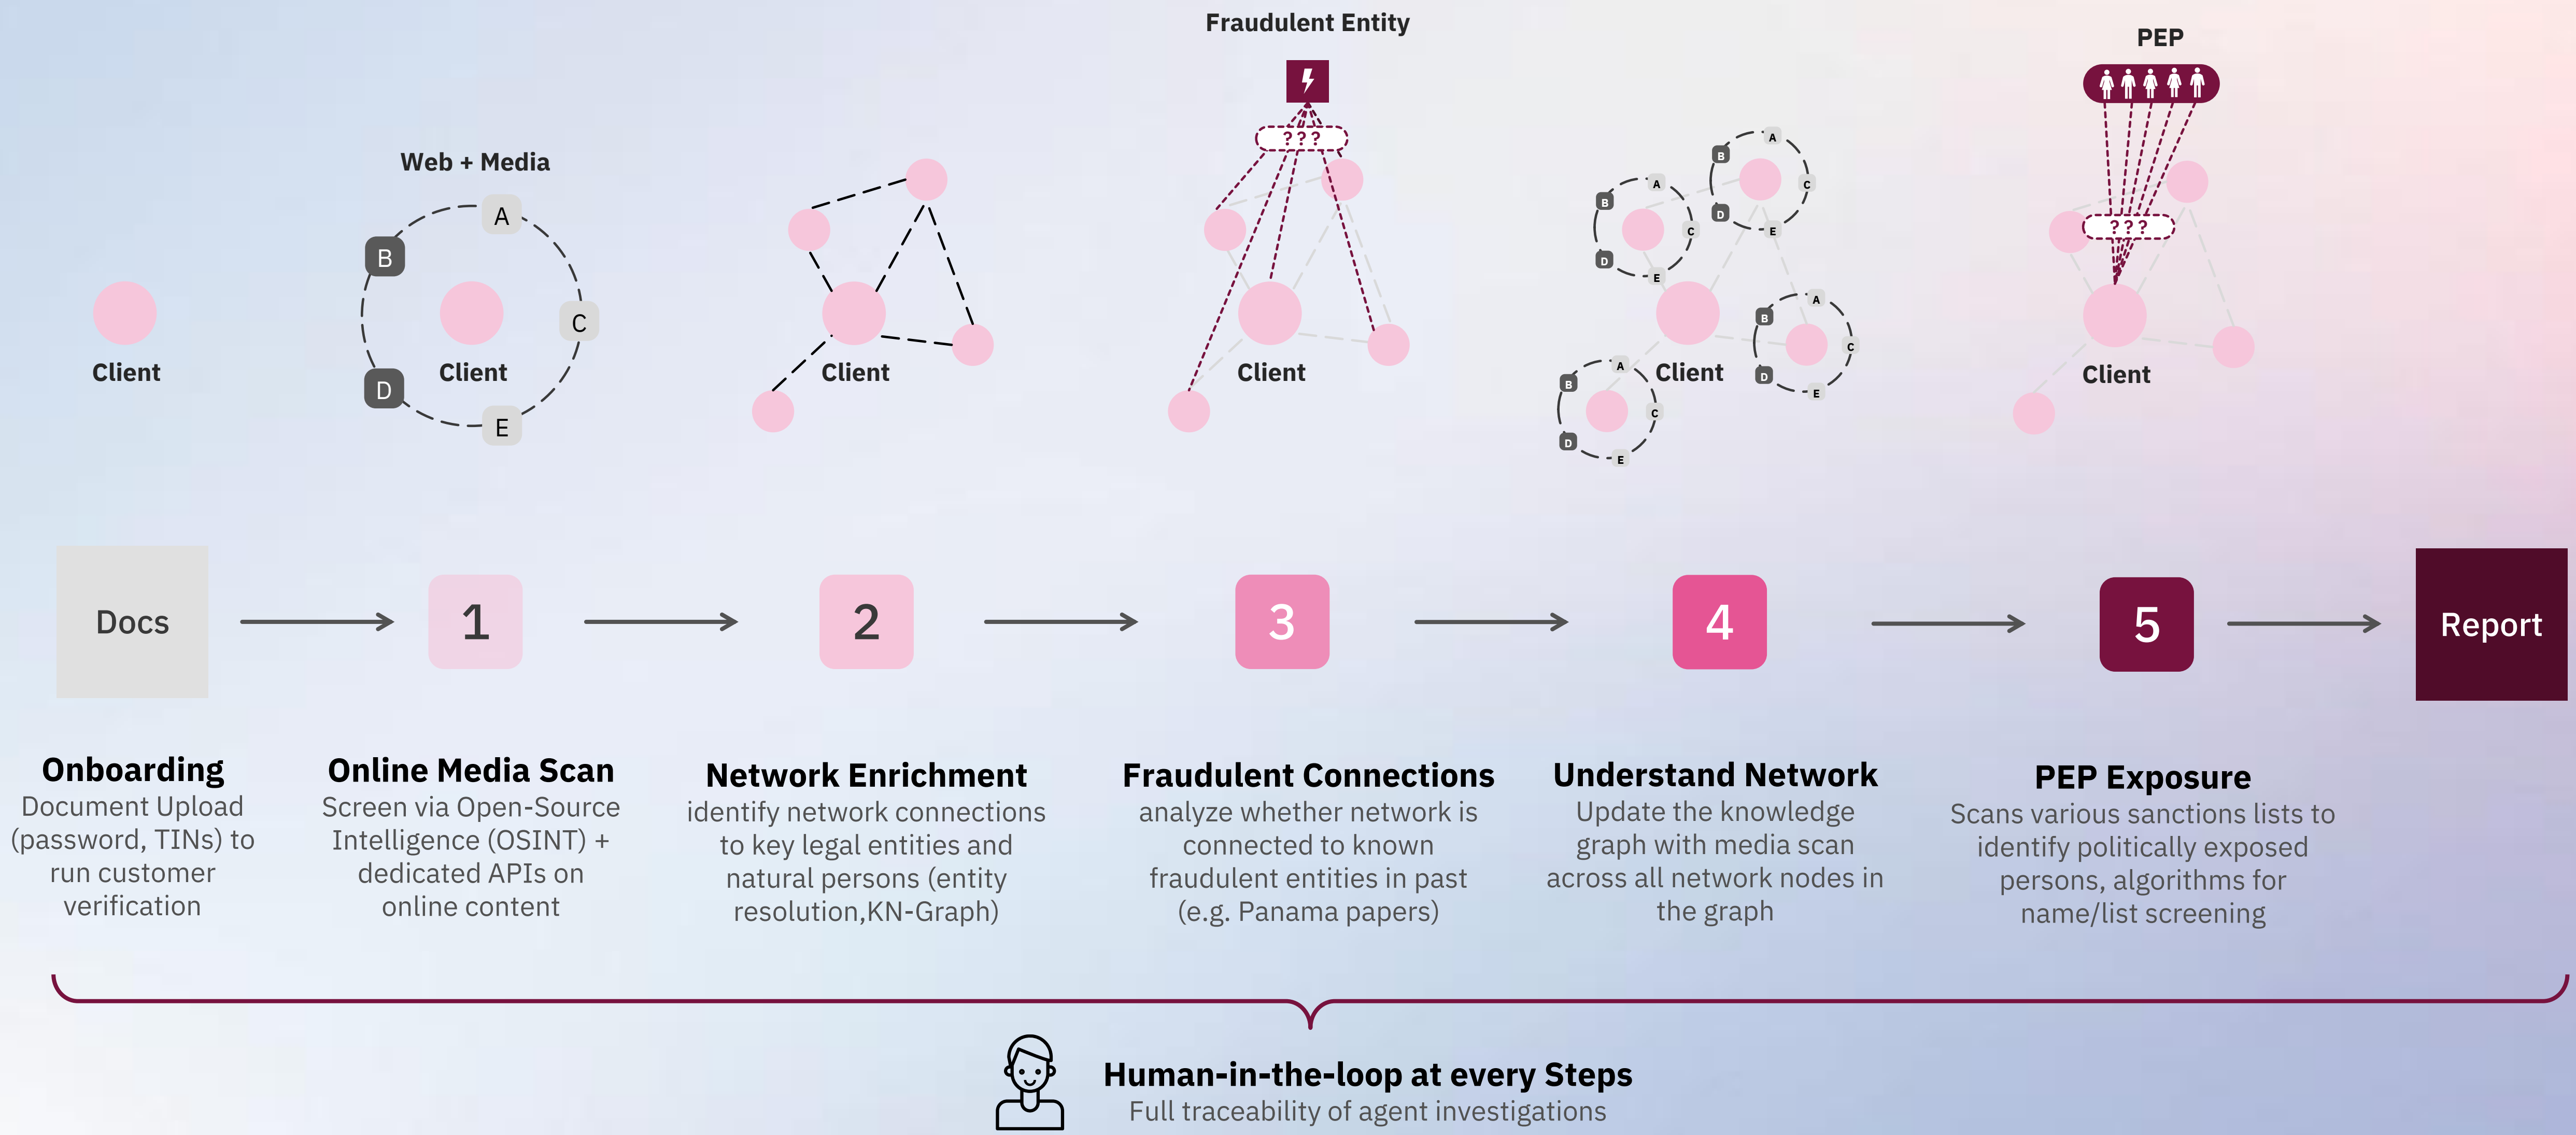 Fraudulent Entity
? ? ?
Client
PEP
? ? ?
Client
Web + Media
A
B
C
D
E
Client
Client
Client
A
B
C
D
E
A
B
C
D
E
A
B
C
D
E
A
B
C
D
E
Client
Docs
1
2
3
4
5
Report
Onboarding
Document Upload
(password, TINs) to
run customer
verification
Online Media Scan
Screen via Open-Source
Intelligence (OSINT) +
dedicated APIs on
online content
Network Enrichment
identify network connections
to key legal entities and
natural persons (entity
resolution,KN-Graph)
Fraudulent Connections
analyze whether network is
connected to known
fraudulent entities in past
(e.g. Panama papers)
Understand Network
Update the knowledge
graph with media scan
across all network nodes in
the graph
PEP Exposure
Scans various sanctions lists to
identify politically exposed
persons, algorithms for
name/list screening
Human-in-the-loop at every Steps
Full traceability of agent investigations